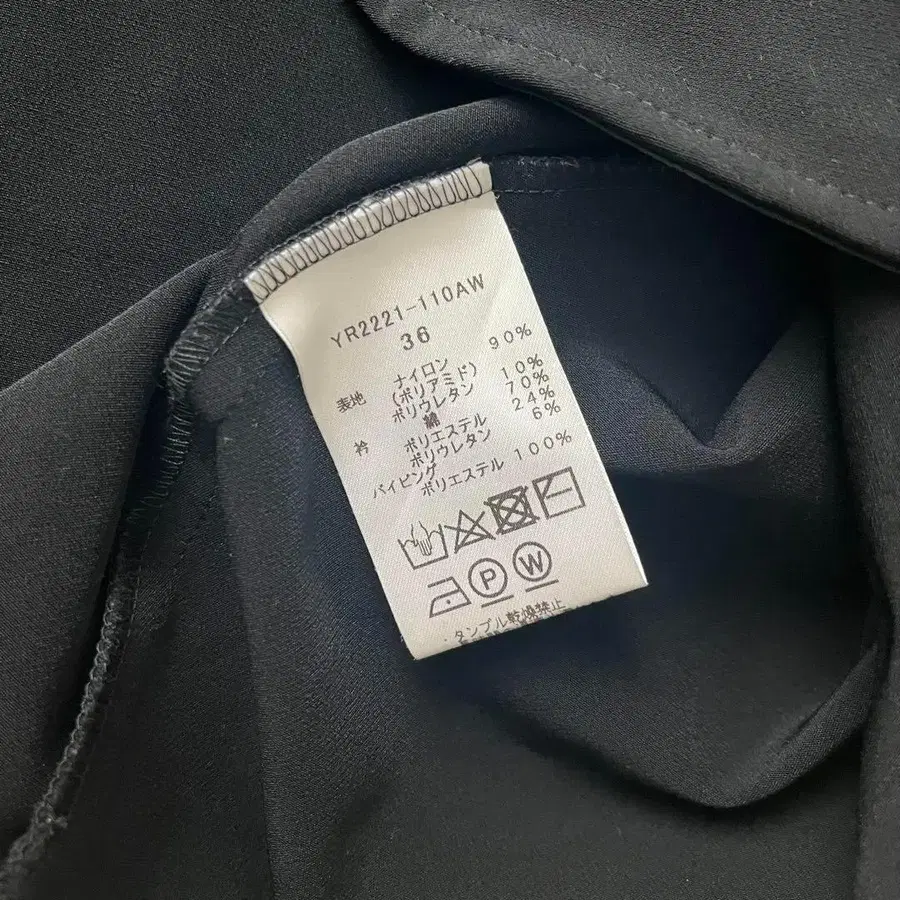 YR2221-110AW
36
表地 ナイロン 90%
(ポリアミド)
ポリウレタン 10%
衿 綿 70%
ポリエステル 24%
ポリウレタン 6%
パイピング
ポリエステル 100%
P W
タンブル乾燥禁止